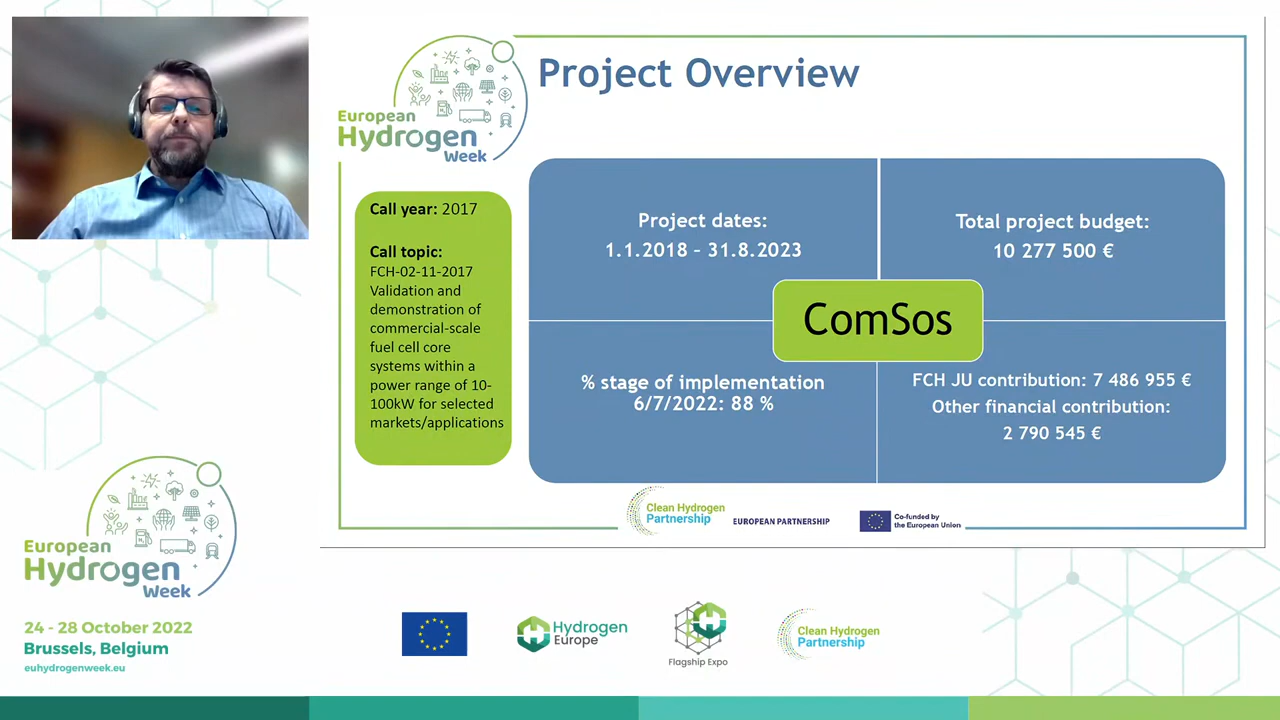 Project Overview
European
Hydrogen
Week
Call year: 2017
Call topic:
FCH-02-11-2017
Validation and
demonstration of
commercial-scale
fuel cell core
systems within a
power range of 10-
100kW for selected
markets/applications
Project dates:
1.1.2018 – 31.8.2023
Total project budget:
10 277 500 €
ComSos
% stage of implementation
6/7/2022: 88 %
FCH JU contribution: 7 486 955 €
Other financial contribution:
2 790 545 €
Clean Hydrogen
Partnership
EUROPEAN PARTNERSHIP
Co-funded by
the European Union
European
Hydrogen
Week
24 - 28 October 2022
Brussels, Belgium
euhydrogenweek.eu
Hydrogen
Europe
Flagship Expo
Clean Hydrogen
Partnership